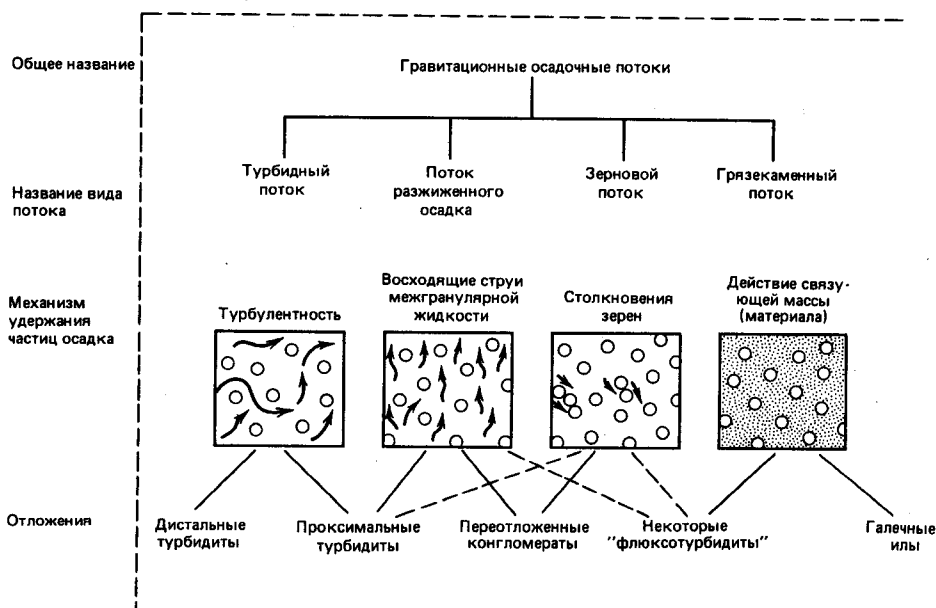 Общее название
Гравитационные осадочные потоки
Название вида
потока
Турбидный
поток
Поток
разжиженного
осадка
Зерновой
поток
Грязекаменный
поток
Механизм
удержания
частиц осадка
Турбулентность
Восходящие струи
межгранулярной
жидкости
Столкновения
зерен
Действие связу-
ющей массы
(материала)
Отложения
Дистальные
турбидиты
Проксимальные
турбидиты
Переотложенные
конгломераты
Некоторые
"флюксотурбидиты"
Галечные
илы